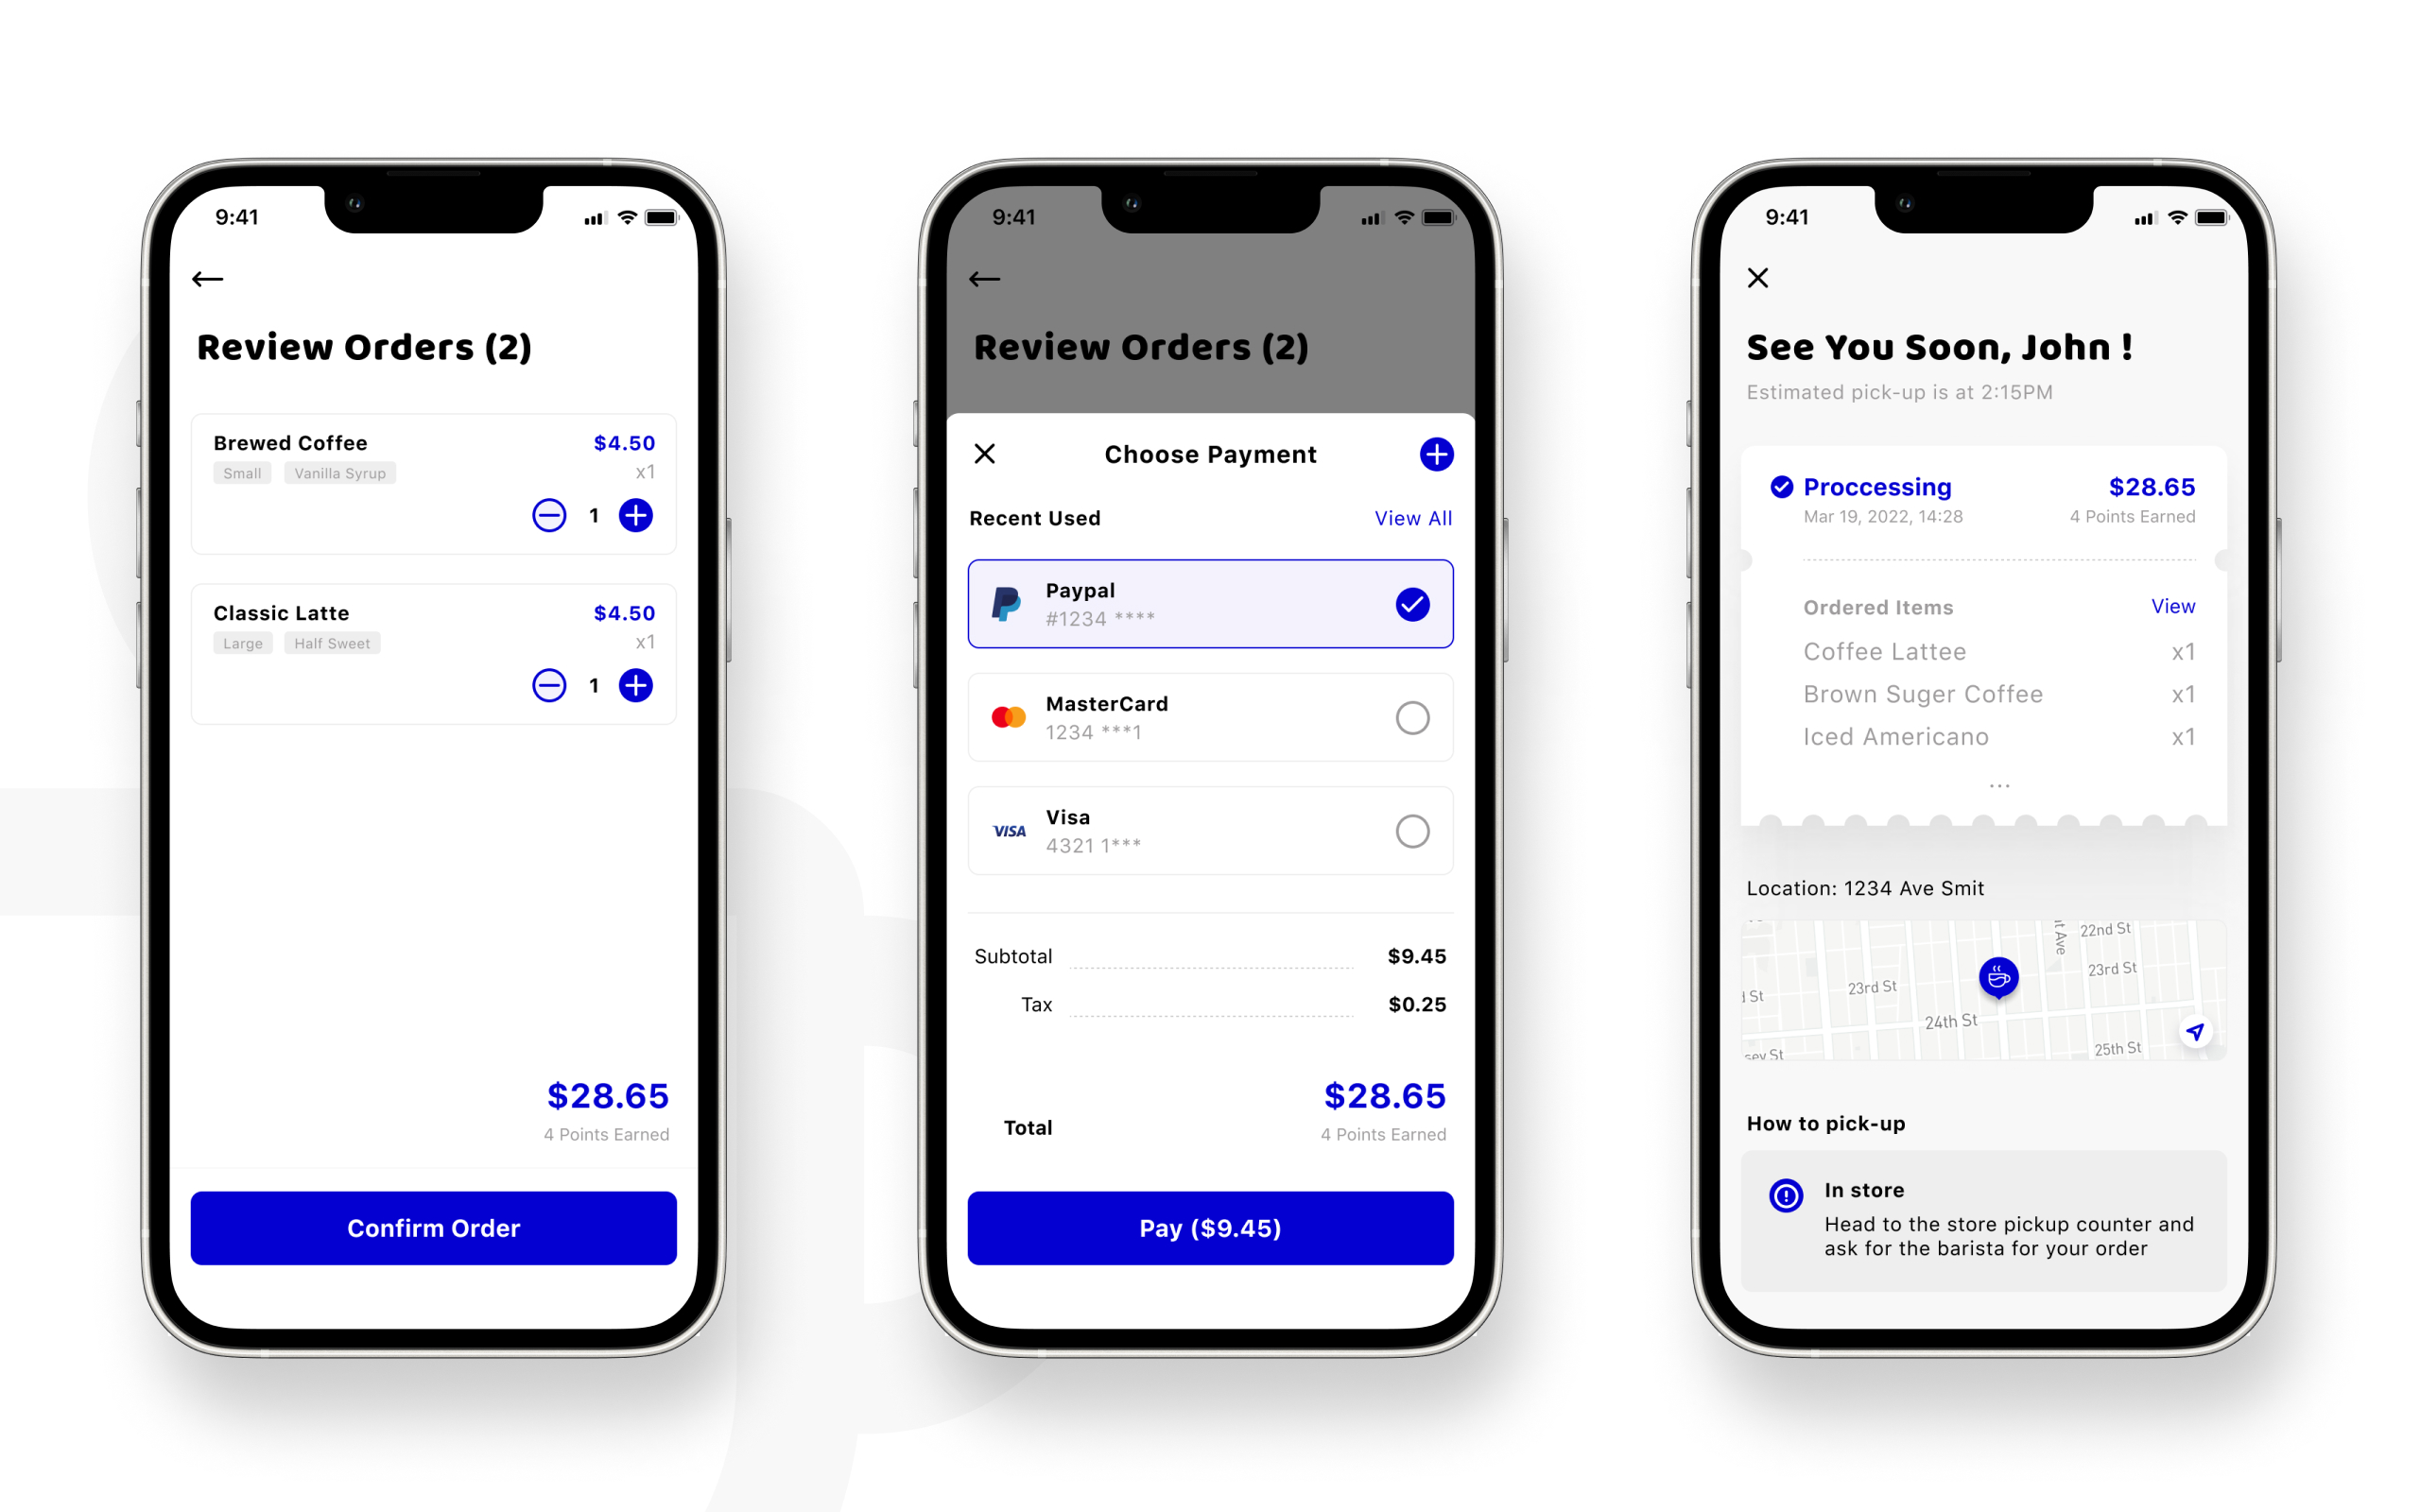 9:41
Review Orders (2)
Brewed Coffee $4.50
Small Vanilla Syrup x1
1
Classic Latte $4.50
Large Half Sweet x1
1
$28.65
4 Points Earned
Confirm Order
9:41
Review Orders (2)
Choose Payment
Recent Used View All
Paypal
#1234 ****
MasterCard
1234 ***1
VISA
Visa
4321 1***
Subtotal $9.45
Tax $0.25
$28.65
Total
4 Points Earned
Pay ($9.45)
9:41
See You Soon, John !
Estimated pick-up is at 2:15PM
Proccessing $28.65
Mar 19, 2022, 14:28 4 Points Earned
Ordered Items View
Coffee Lattee x1
Brown Suger Coffee x1
Iced Americano x1
...
Location: 1234 Ave Smit
22nd St
t Ave
23rd St
23rd St
d St
24th St
25th St
sey St
How to pick-up
In store
Head to the store pickup counter and
ask for the barista for your order